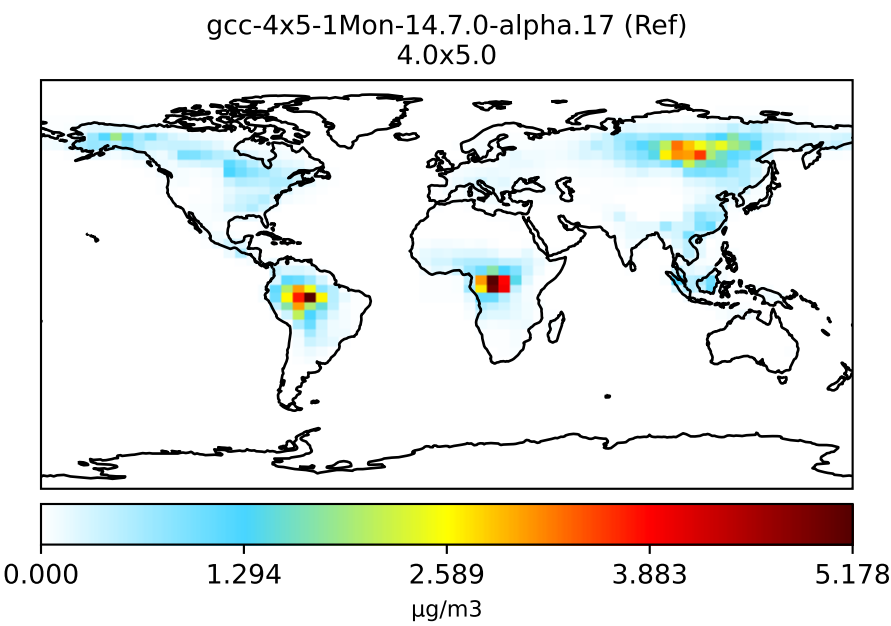 gcc-4x5-1Mon-14.7.0-alpha.17 (Ref)
4.0x5.0
0.000 1.294 2.589 3.883 5.178
μg/m3